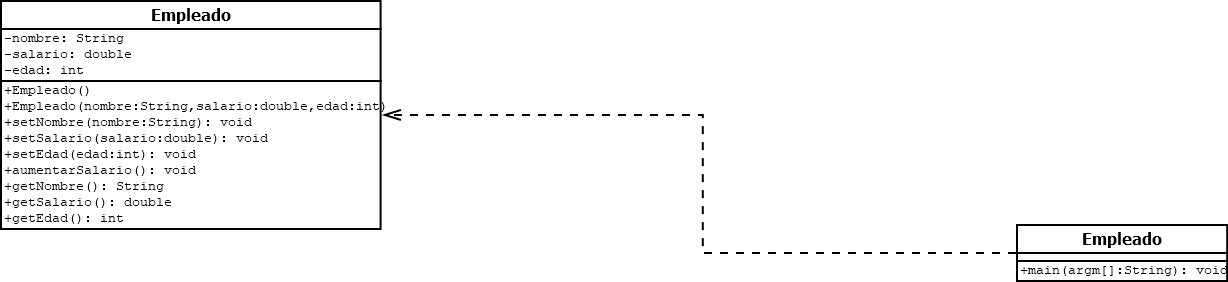 Empleado
-nombre: String
-salario: double
-edad: int
+Empleado()
+Empleado(nombre:String,salario:double,edad:int)
+setNombre(nombre:String): void
+setSalario(salario:double): void
+setEdad(edad:int): void
+aumentarSalario(): void
+getNombre(): String
+getSalario(): double
+getEdad(): int
Empleado
+main(argm[]:String): void